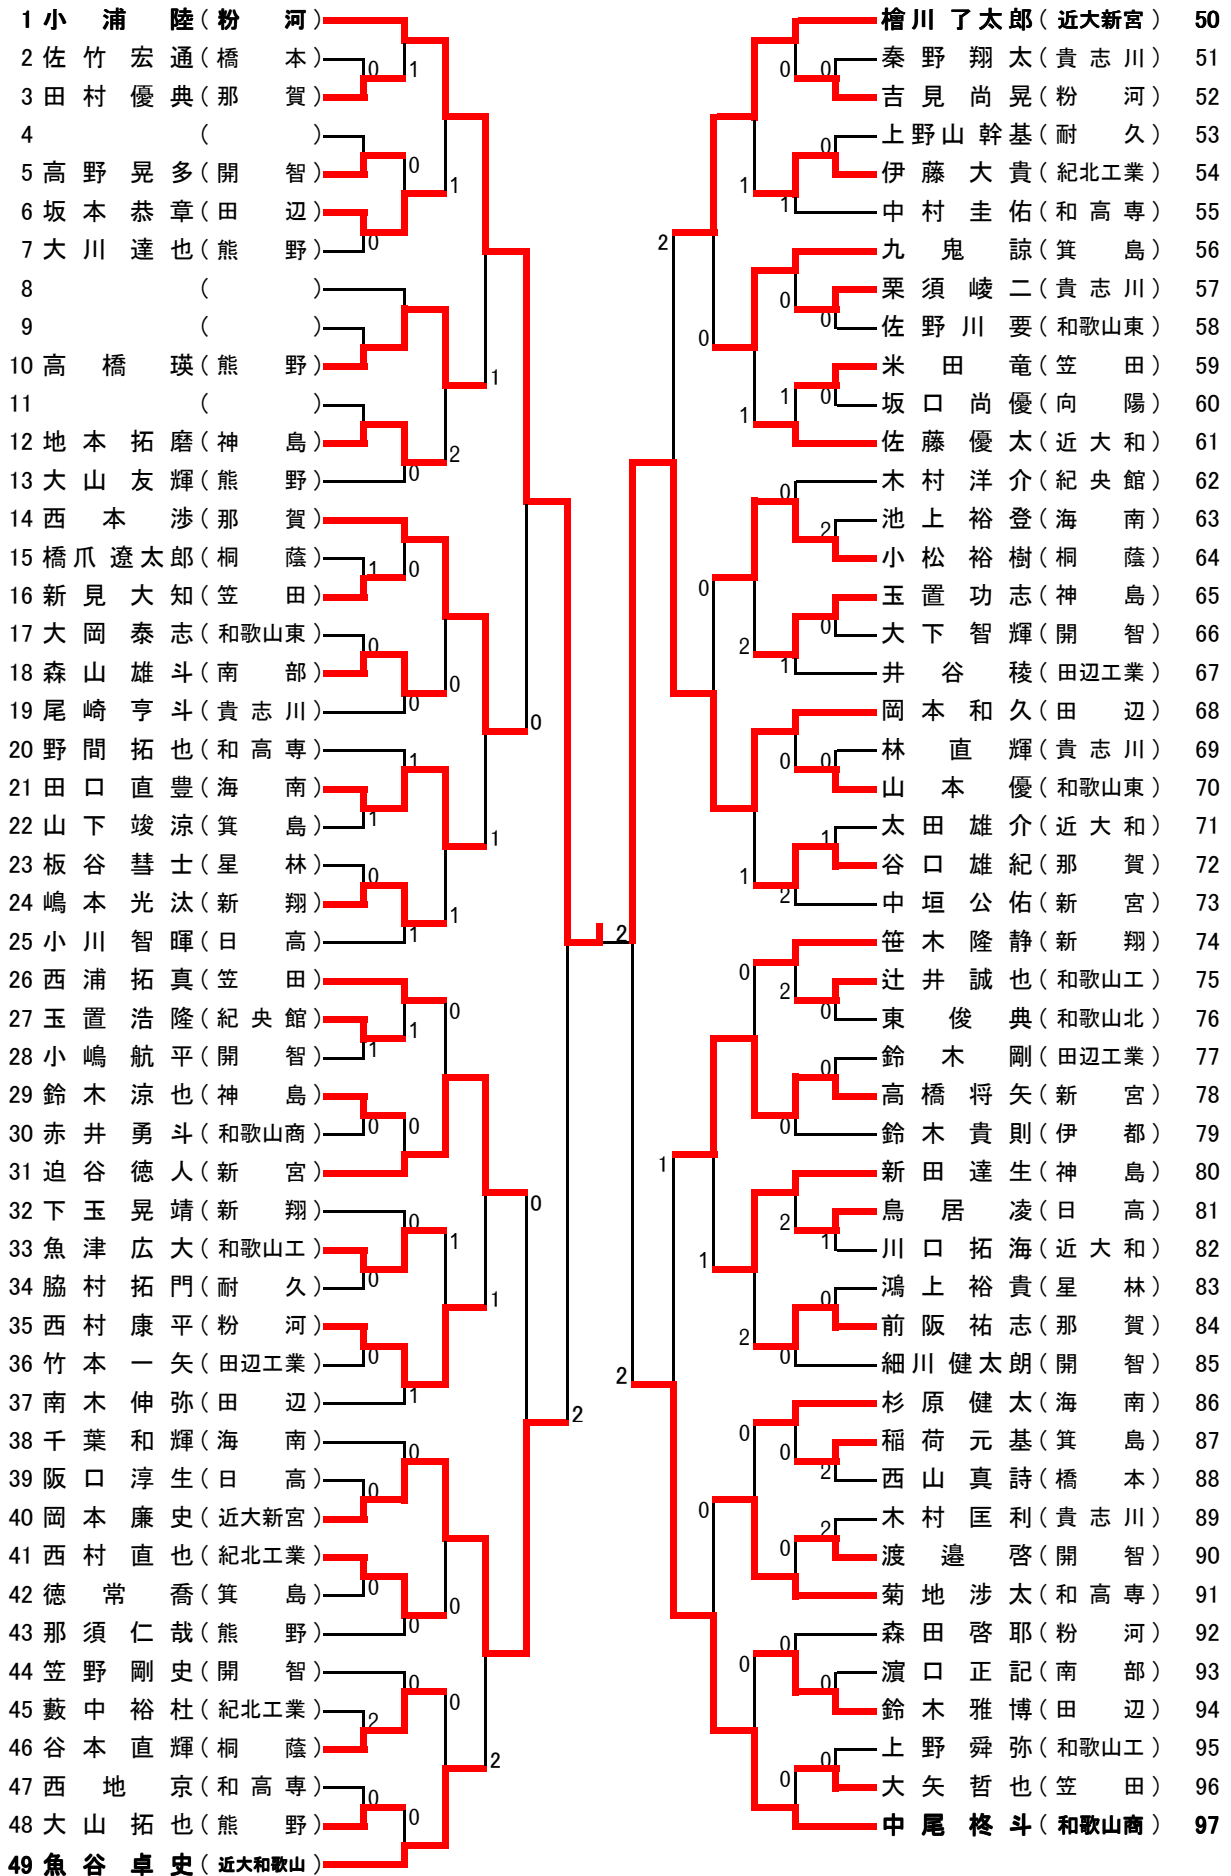 1 小浦 陸 (粉河)
2 佐竹宏通 (橋本)
3 田村優典 (那賀)
4 ( )
5 高野晃多 (開智)
6 坂本恭章 (田辺)
7 大川達也 (熊野)
8 ( )
9 ( )
10 高橋 瑛 (熊野)
11 ( )
12 地本拓磨 (神島)
13 大山友輝 (熊野)
14 西本 渉 (那賀)
15 橋爪遼太郎 (桐蔭)
16 新見大知 (笠田)
17 大岡泰志 (和歌山東)
18 森山雄斗 (南部)
19 尾崎亨斗 (貴志川)
20 野間拓也 (和高専)
21 田口直豊 (海南)
22 山下竣涼 (箕島)
23 板谷彗士 (星林)
24 嶋本光汰 (新翔)
25 小川智暉 (日高)
26 西浦拓真 (笠田)
27 玉置浩隆 (紀央館)
28 小嶋航平 (開智)
29 鈴木涼也 (神島)
30 赤井勇斗 (和歌山商)
31 迫谷徳人 (新宮)
32 下玉晃靖 (新翔)
33 魚津広大 (和歌山工)
34 脇村拓門 (耐久)
35 西村康平 (粉河)
36 竹本一矢 (田辺工業)
37 南木伸弥 (田辺)
38 千葉和輝 (海南)
39 阪口淳生 (日高)
40 岡本廉史 (近大新宮)
41 西村直也 (紀北工業)
42 徳常 喬 (箕島)
43 那須仁哉 (熊野)
44 笠野剛史 (開智)
45 藪中裕杜 (紀北工業)
46 谷本直輝 (桐蔭)
47 西地 京 (和高専)
48 大山拓也 (熊野)
49 魚谷卓史 (近大和歌山)
檜川了太郎 (近大新宮) 50
秦野翔太 (貴志川) 51
吉見尚晃 (粉河) 52
上野山幹基 (耐久) 53
伊藤大貴 (紀北工業) 54
中村圭佑 (和高専) 55
九鬼 諒 (箕島) 56
栗須崚二 (貴志川) 57
佐野川要 (和歌山東) 58
米田 竜 (笠田) 59
坂口尚優 (向陽) 60
佐藤優太 (近大和) 61
木村洋介 (紀央館) 62
池上裕登 (海南) 63
小松裕樹 (桐蔭) 64
玉置功志 (神島) 65
大下智輝 (開智) 66
井谷 稜 (田辺工業) 67
岡本和久 (田辺) 68
林 直輝 (貴志川) 69
山本 優 (和歌山東) 70
太田雄介 (近大和) 71
谷口雄紀 (那賀) 72
中垣公佑 (新宮) 73
笹木隆静 (新翔) 74
辻井誠也 (和歌山工) 75
東 俊典 (和歌山北) 76
鈴木 剛 (田辺工業) 77
高橋将矢 (新宮) 78
鈴木貴則 (伊都) 79
新田達生 (神島) 80
鳥居 凌 (日高) 81
川口拓海 (近大和) 82
鴻上裕貴 (星林) 83
前阪祐志 (那賀) 84
細川健太朗 (開智) 85
杉原健太 (海南) 86
稲荷元基 (箕島) 87
西山真詩 (橋本) 88
木村匡利 (貴志川) 89
渡邉 啓 (開智) 90
菊地渉太 (和高専) 91
森田啓耶 (粉河) 92
濵口正記 (南部) 93
鈴木雅博 (田辺) 94
上野舜弥 (和歌山工) 95
大矢哲也 (笠田) 96
中尾柊斗 (和歌山商) 97